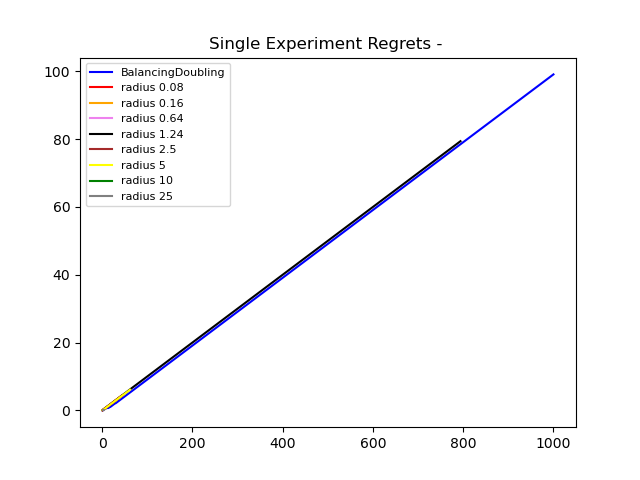 Single Experiment Regrets -
100
80
60
40
20
0
BalancingDoubling
radius 0.08
radius 0.16
radius 0.64
radius 1.24
radius 2.5
radius 5
radius 10
radius 25
0 200 400 600 800 1000